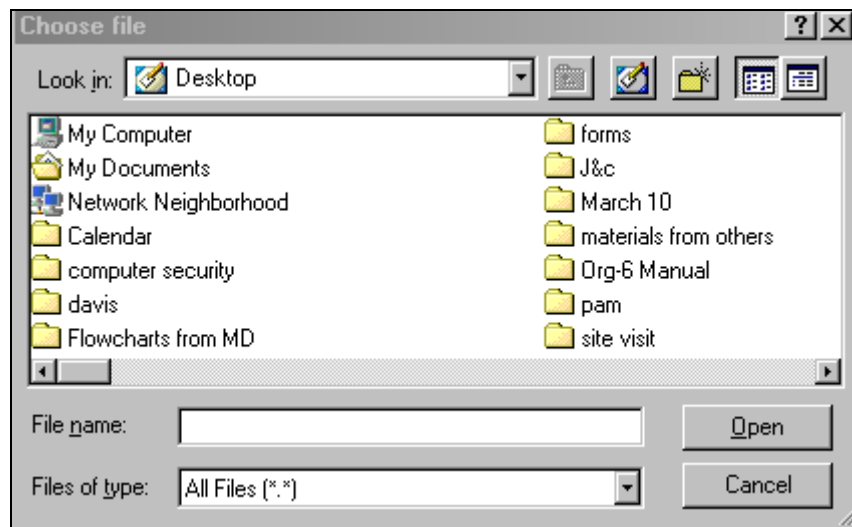 Choose file
Look in: Desktop
My Computer
My Documents
Network Neighborhood
Calendar
computer security
davis
Flowcharts from MD
forms
J&c
March 10
materials from others
Org-6 Manual
pam
site visit
File name:
Open
Files of type: All Files (*.*)
Cancel